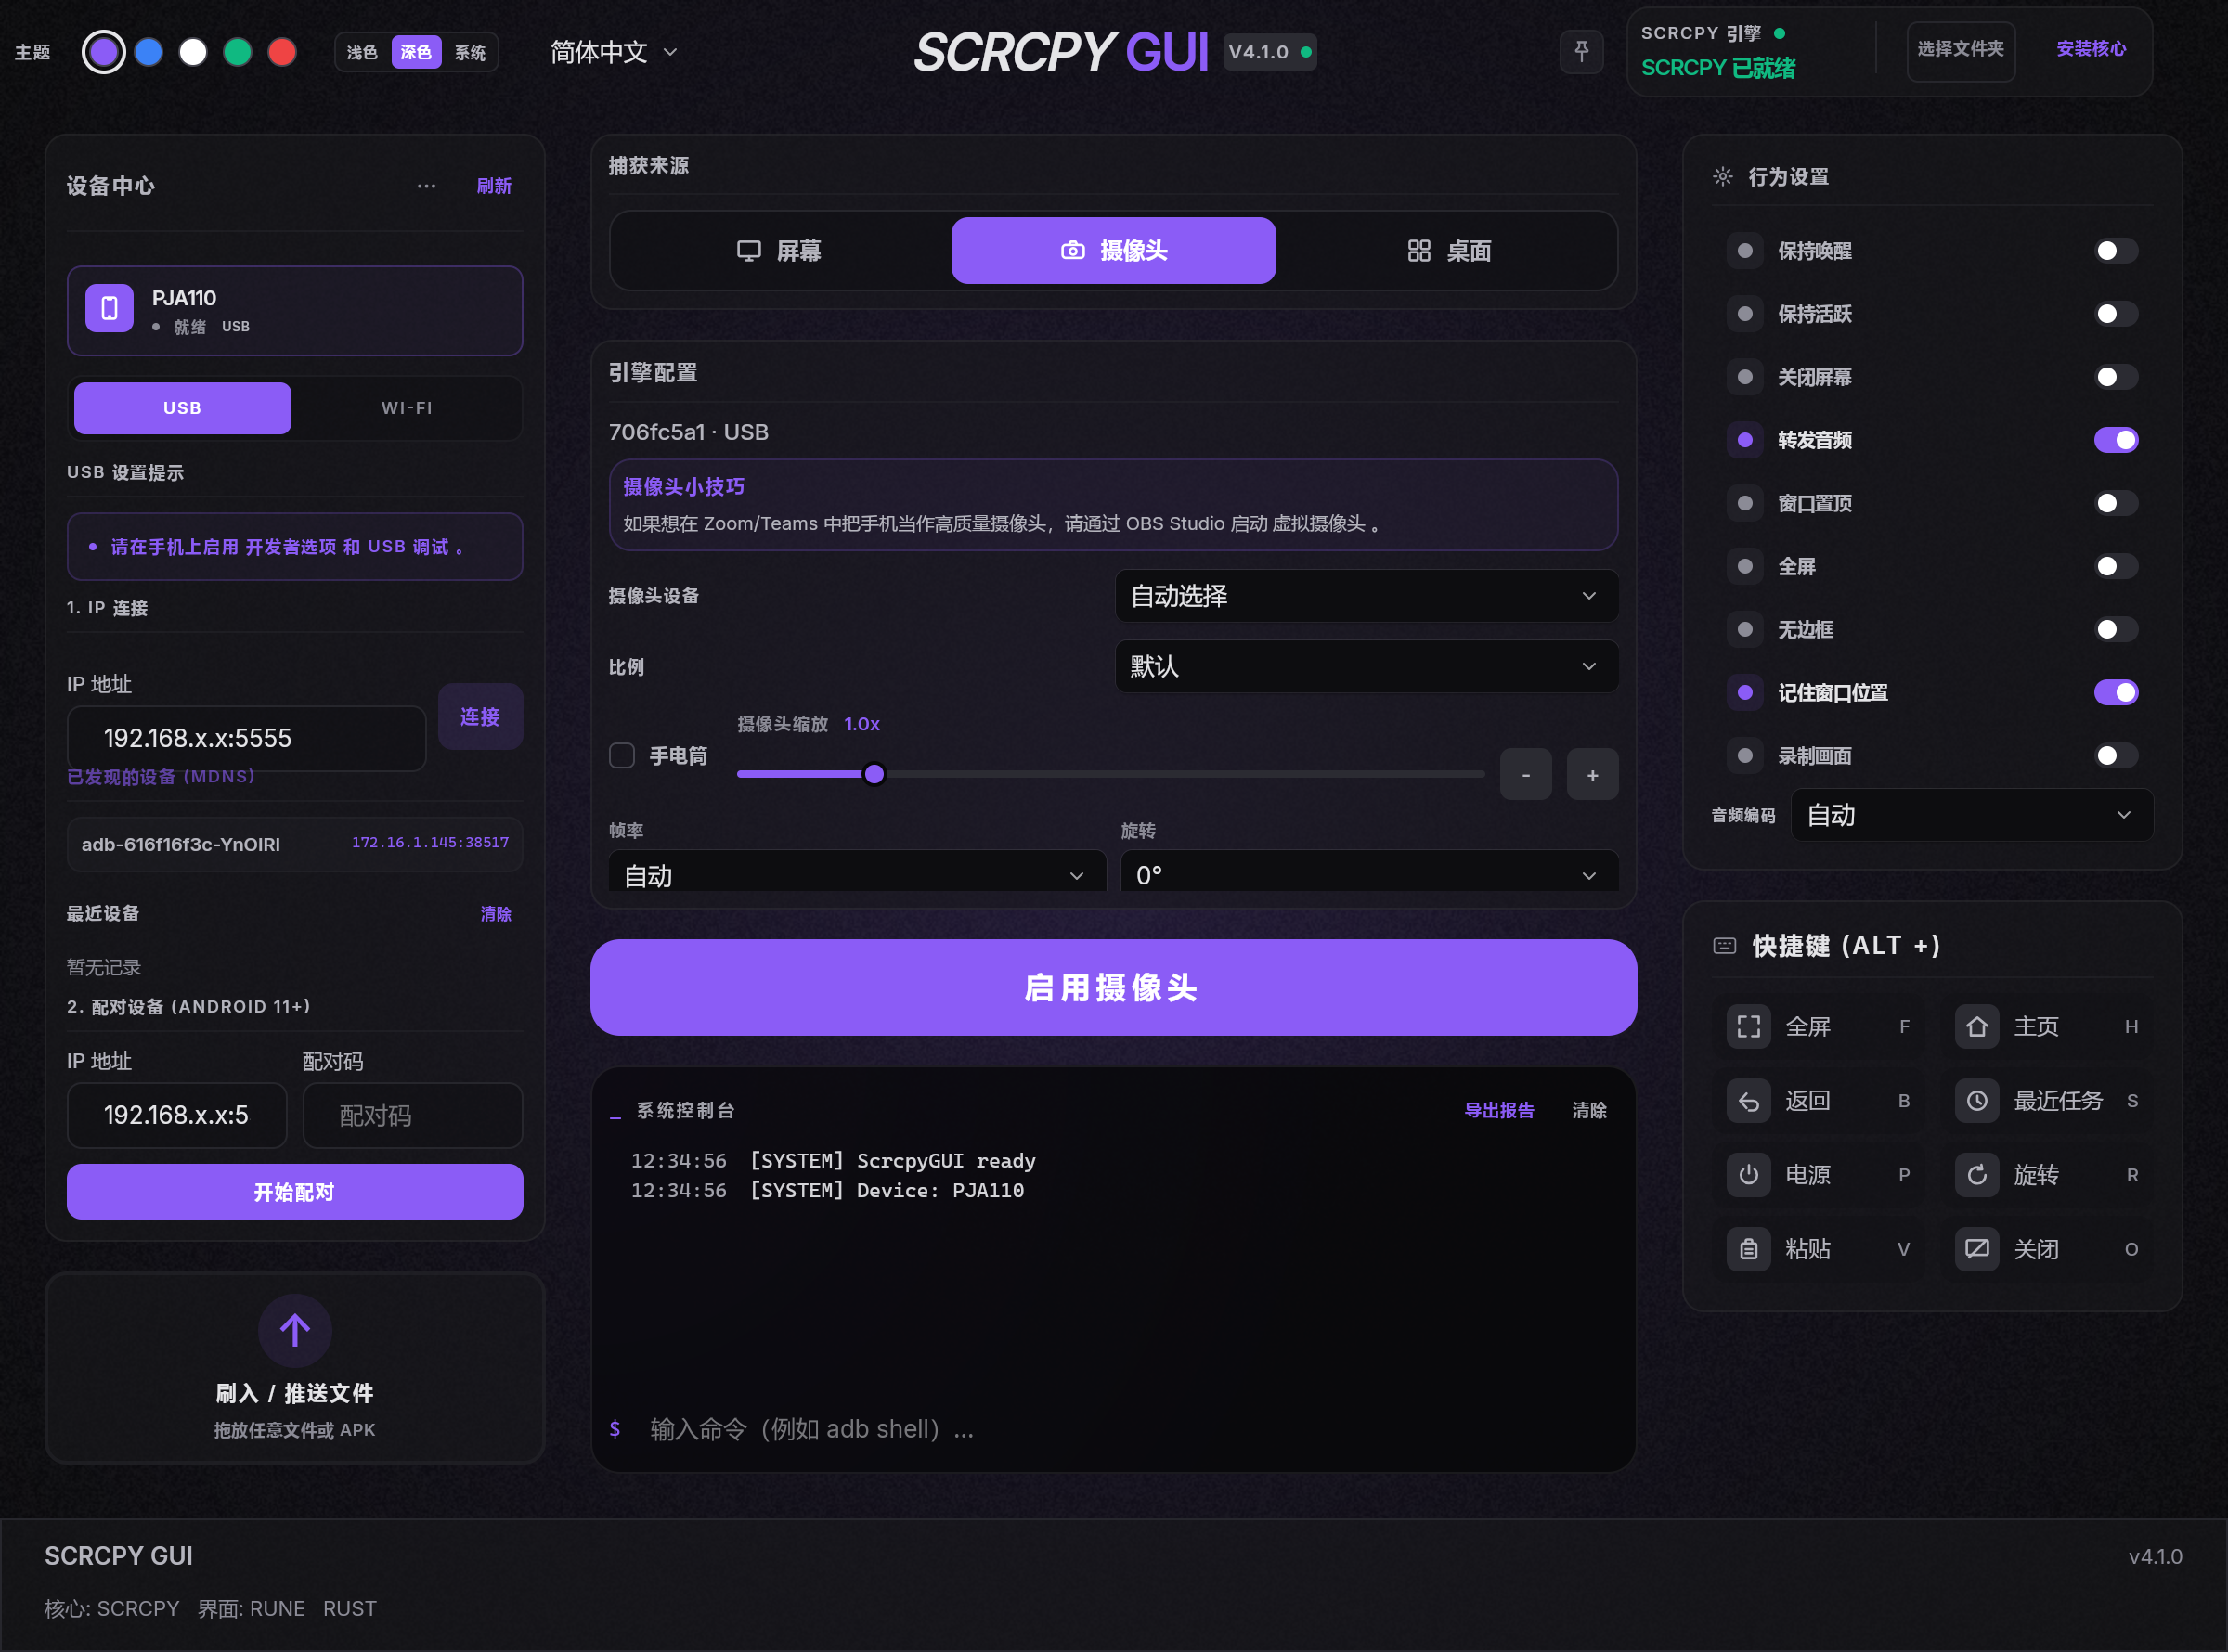 主题
浅色 深色 系统
简体中文
SCRCPY GUI V4.1.0
SCRCPY 引擎
SCRCPY 已就绪
选择文件夹
安装核心
设备中心
... 刷新
PJA110
就绪 USB
USB WI-FI
USB 设置提示
请在手机上启用 开发者选项 和 USB 调试 。
1. IP 连接
IP 地址
192.168.x.x:5555
连接
已发现的设备 (MDNS)
adb-616f16f3c-YnOIRI 172.16.1.145:38517
最近设备 清除
暂无记录
2. 配对设备 (ANDROID 11+)
IP 地址 配对码
192.168.x.x:5 配对码
开始配对
刷入 / 推送文件
拖放任意文件或 APK
捕获来源
屏幕 摄像头 桌面
引擎配置
706fc5a1 · USB
摄像头小技巧
如果想在 Zoom/Teams 中把手机当作高质量摄像头，请通过 OBS Studio 启动 虚拟摄像头 。
摄像头设备 自动选择
比例 默认
手电筒
摄像头缩放 1.0x
- +
帧率 旋转
自动 0°
启用摄像头
_ 系统控制台 导出报告 清除
12:34:56 [SYSTEM] ScrcpyGUI ready
12:34:56 [SYSTEM] Device: PJA110
$ 输入命令（例如 adb shell）...
行为设置
保持唤醒
保持活跃
关闭屏幕
转发音频
窗口置顶
全屏
无边框
记住窗口位置
录制画面
音频编码 自动
快捷键 (ALT +)
全屏 F 主页 H
返回 B 最近任务 S
电源 P 旋转 R
粘贴 V 关闭 O
SCRCPY GUI v4.1.0
核心: SCRCPY 界面: RUNE RUST